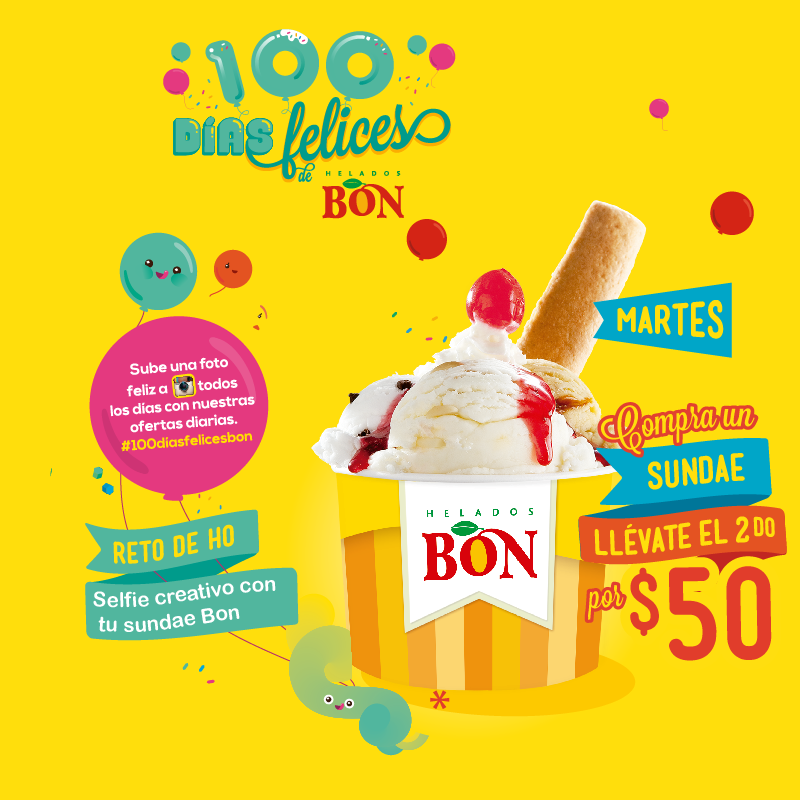 100
DÍAS felices
de HELADOS
BON
MARTES
Sube una foto
feliz a todos
los días con nuestras
ofertas diarias.
#100diasfelicesbon
Compra un
SUNDAE
LLÉVATE EL 2DO
por $50
HELADOS
BON
RETO DE HO
Selfie creativo con
tu sundae Bon
*